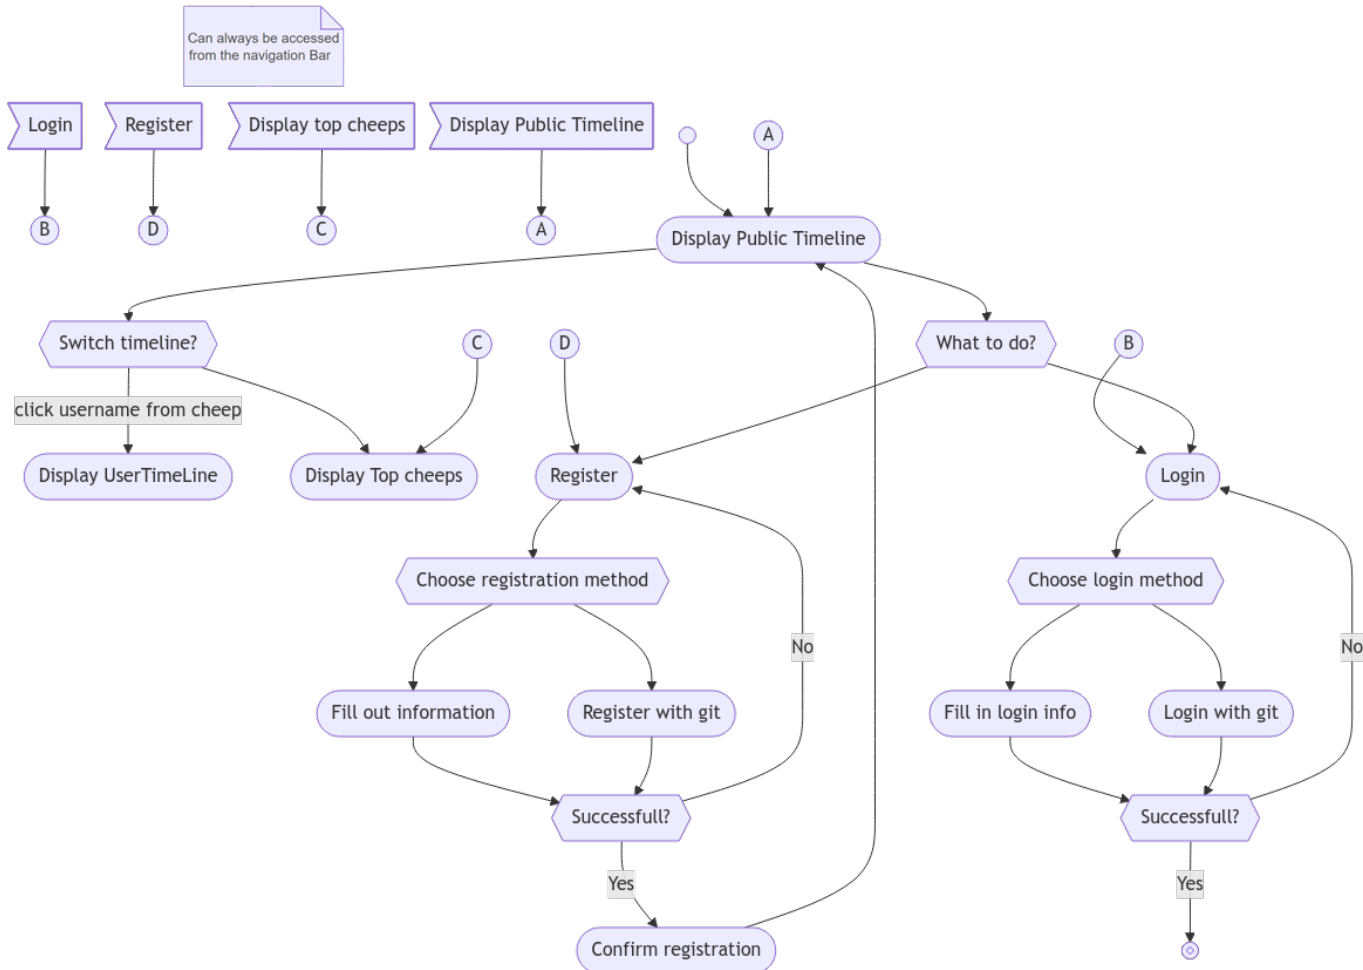 Can always be accessed
from the navigation Bar
Login
Register
Display top cheeps
Display Public Timeline
A
B
D
C
A
Display Public Timeline
Switch timeline?
C
D
What to do?
B
click username from cheep
Display UserTimeLine
Display Top cheeps
Register
Login
Choose registration method
Choose login method
No
No
Fill out information
Register with git
Fill in login info
Login with git
Successfull?
Successfull?
Yes
Yes
Confirm registration